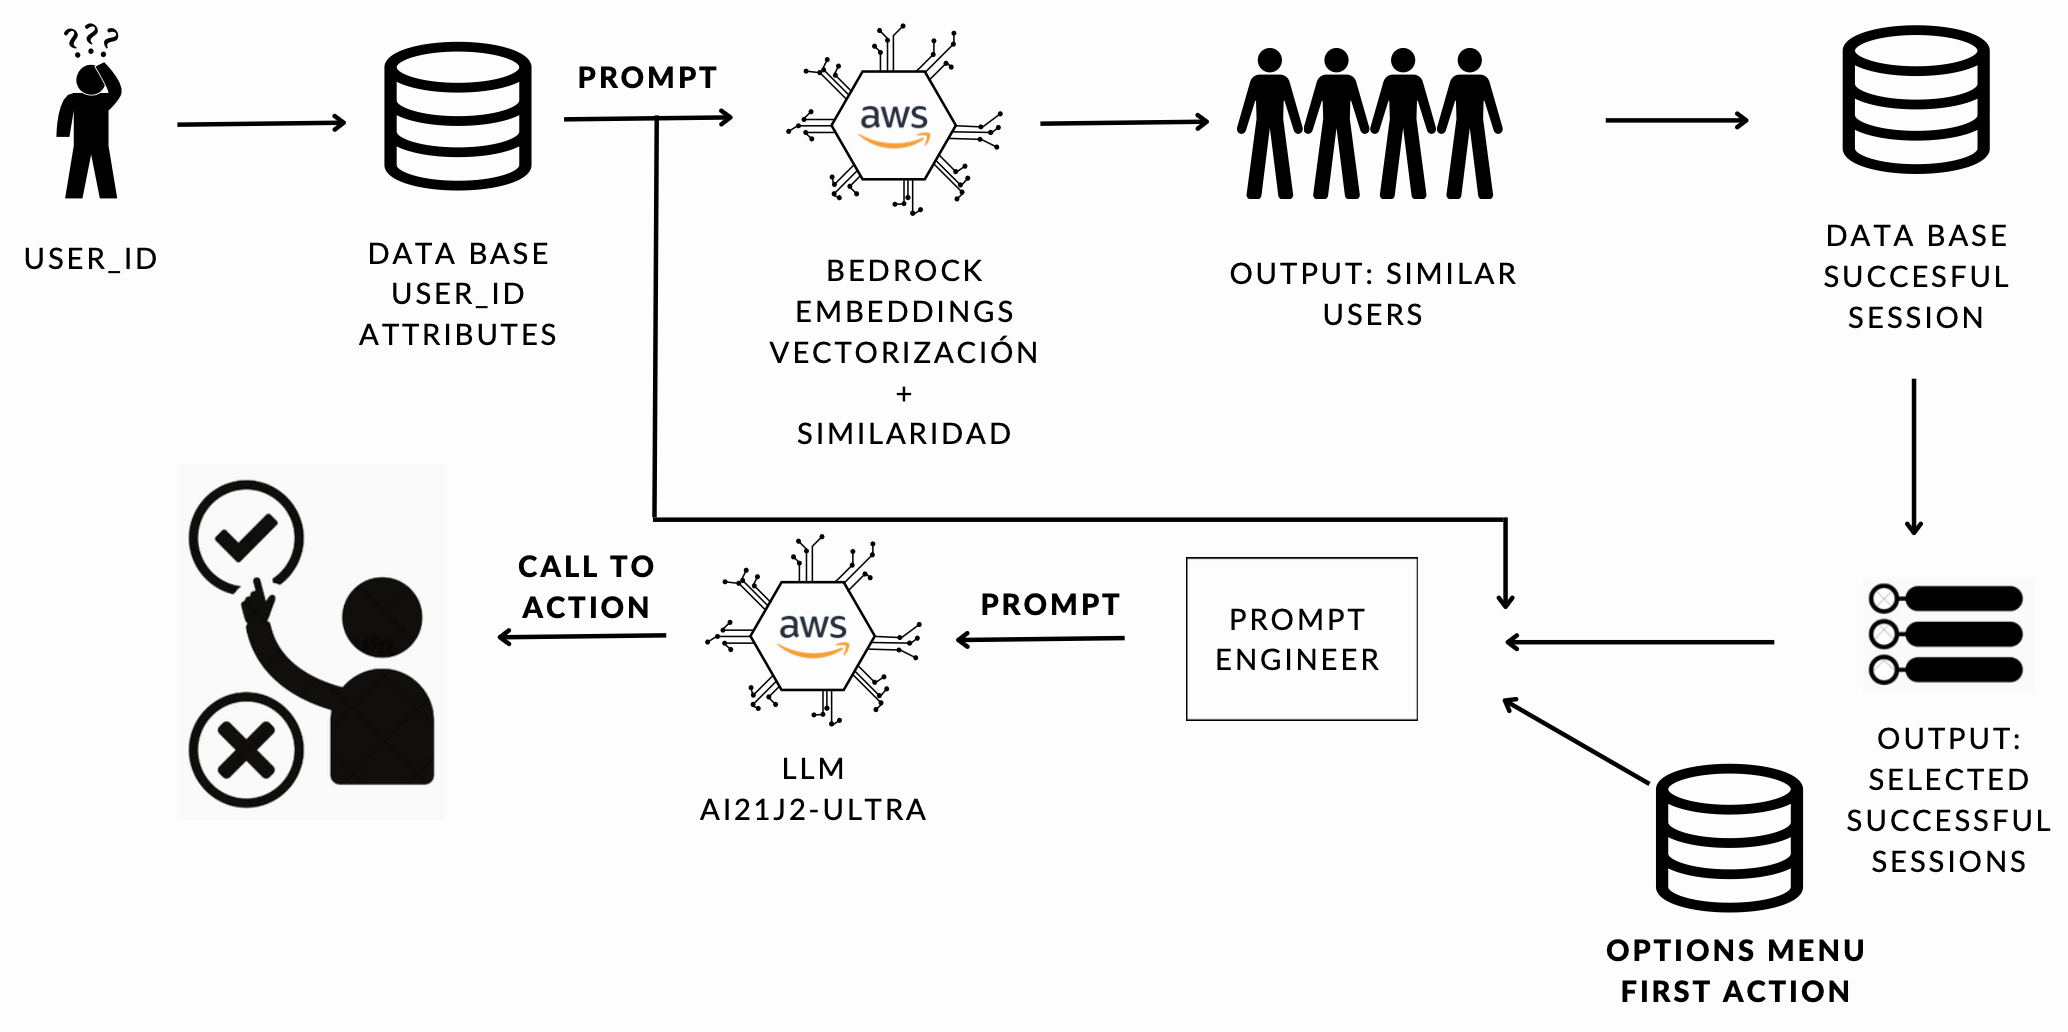 ???
PROMPT
aws
USER_ID
DATA BASE
USER_ID
ATTRIBUTES
BEDROCK
EMBEDDINGS
VECTORIZACIÓN
+
SIMILARIDAD
OUTPUT: SIMILAR
USERS
DATA BASE
SUCCESFUL
SESSION
CALL TO
ACTION
aws
LLM
AI21J2-ULTRA
PROMPT
PROMPT
ENGINEER
OUTPUT:
SELECTED
SUCCESSFUL
SESSIONS
OPTIONS MENU
FIRST ACTION